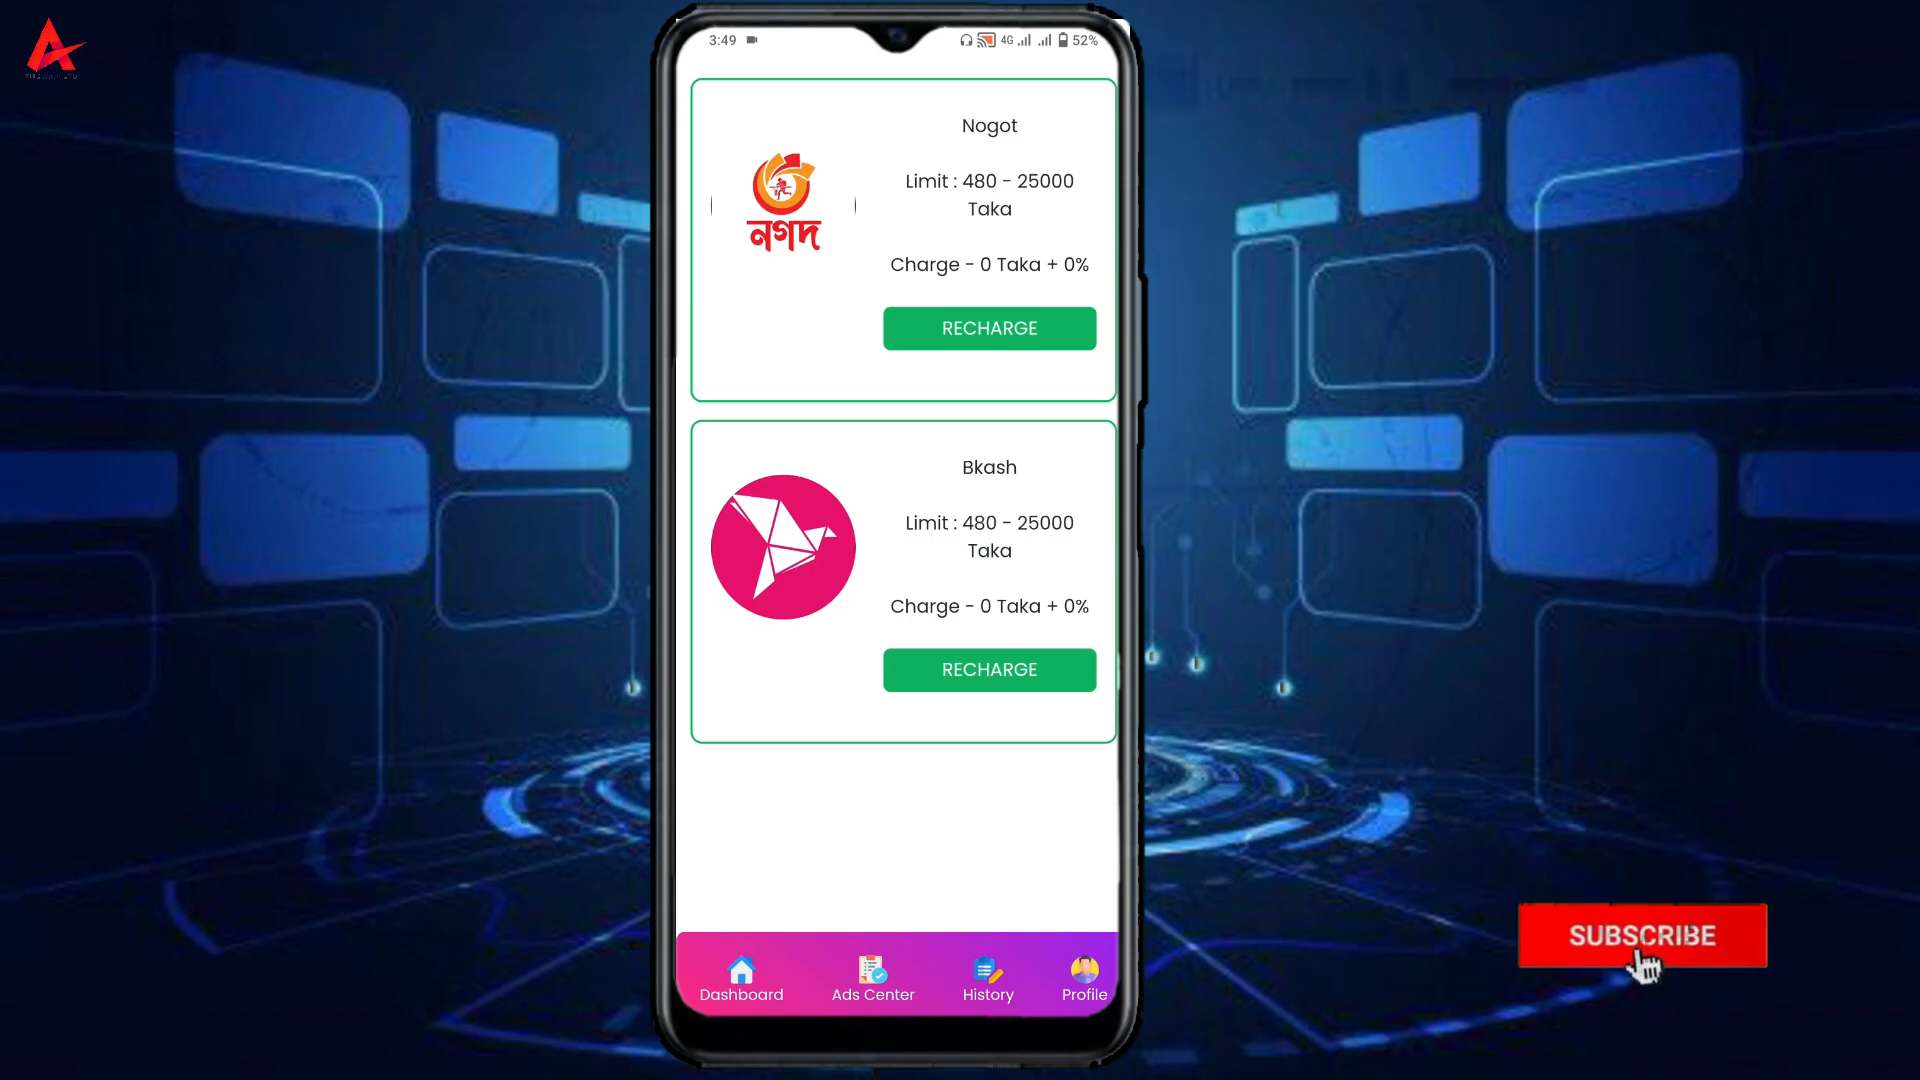 3:49
4G
52%
Nogot
Limit : 480 - 25000
Taka
নগদ
Charge - 0 Taka + 0%
RECHARGE
Bkash
Limit : 480 - 25000
Taka
Charge - 0 Taka + 0%
RECHARGE
SUBSCRIBE
Dashboard
Ads Center
History
Profile